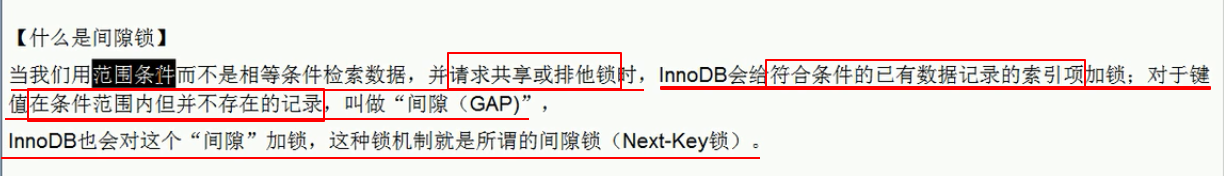 【什么是间隙锁】
当我们用范围条件而不是相等条件检索数据，并请求共享或排他锁时，InnoDB会给符合条件的已有数据记录的索引项加锁；对于键
值在条件范围内但并不存在的记录，叫做“间隙（GAP)”，
InnoDB也会对这个“间隙”加锁，这种锁机制就是所谓的间隙锁（Next-Key锁）。